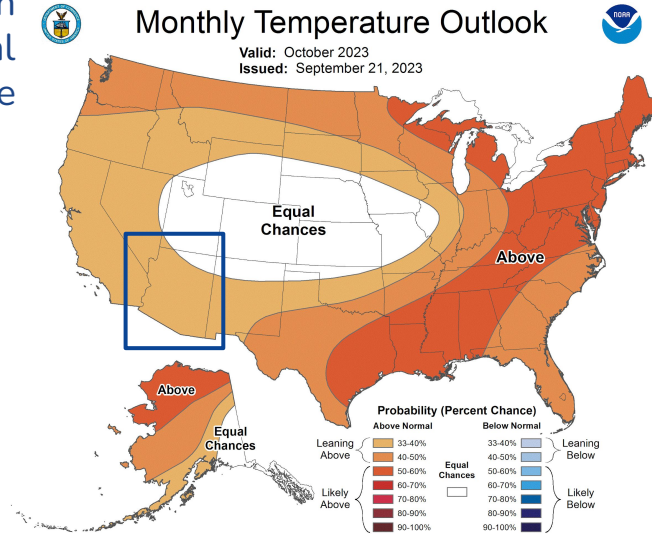 Monthly Temperature Outlook
Valid: October 2023
Issued: September 21, 2023
NOAA
al
e
Equal
Chances
Above
Above
Equal
Chances
Probability (Percent Chance)
Above Normal
Below Normal
Leaning
Above
33-40%
40-50%
50-60%
60-70%
70-80%
80-90%
90-100%
Likely
Above
Equal
Chances
33-40%
40-50%
50-60%
60-70%
70-80%
80-90%
90-100%
Leaning
Below
Likely
Below